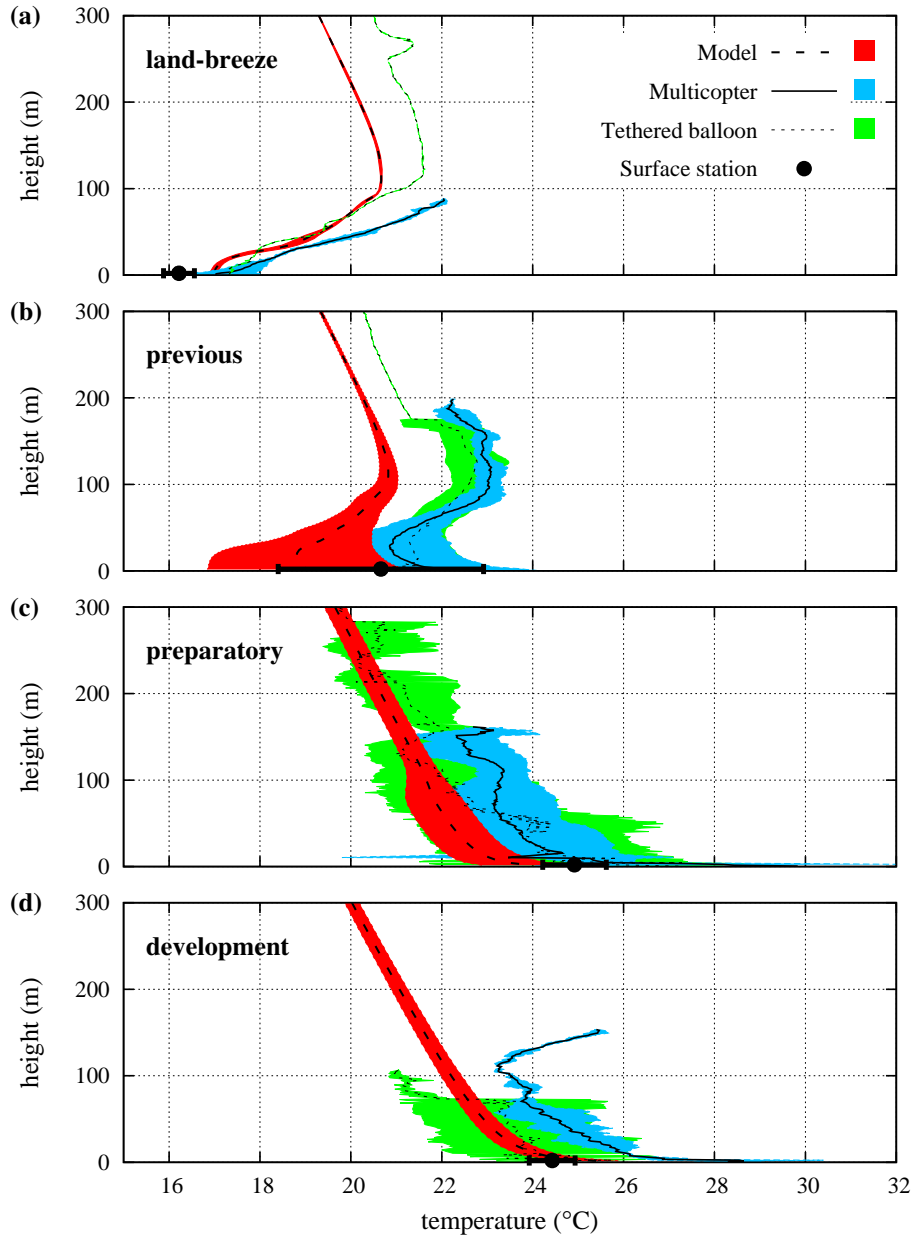 (a)
300
200
100
0
height (m)
land-breeze
Model
Multicopter
Tethered balloon
Surface station
(b)
300
200
100
0
height (m)
previous
(c)
300
200
100
0
height (m)
preparatory
(d)
300
200
100
0
height (m)
development
16 18 20 22 24 26 28 30 32
temperature (°C)